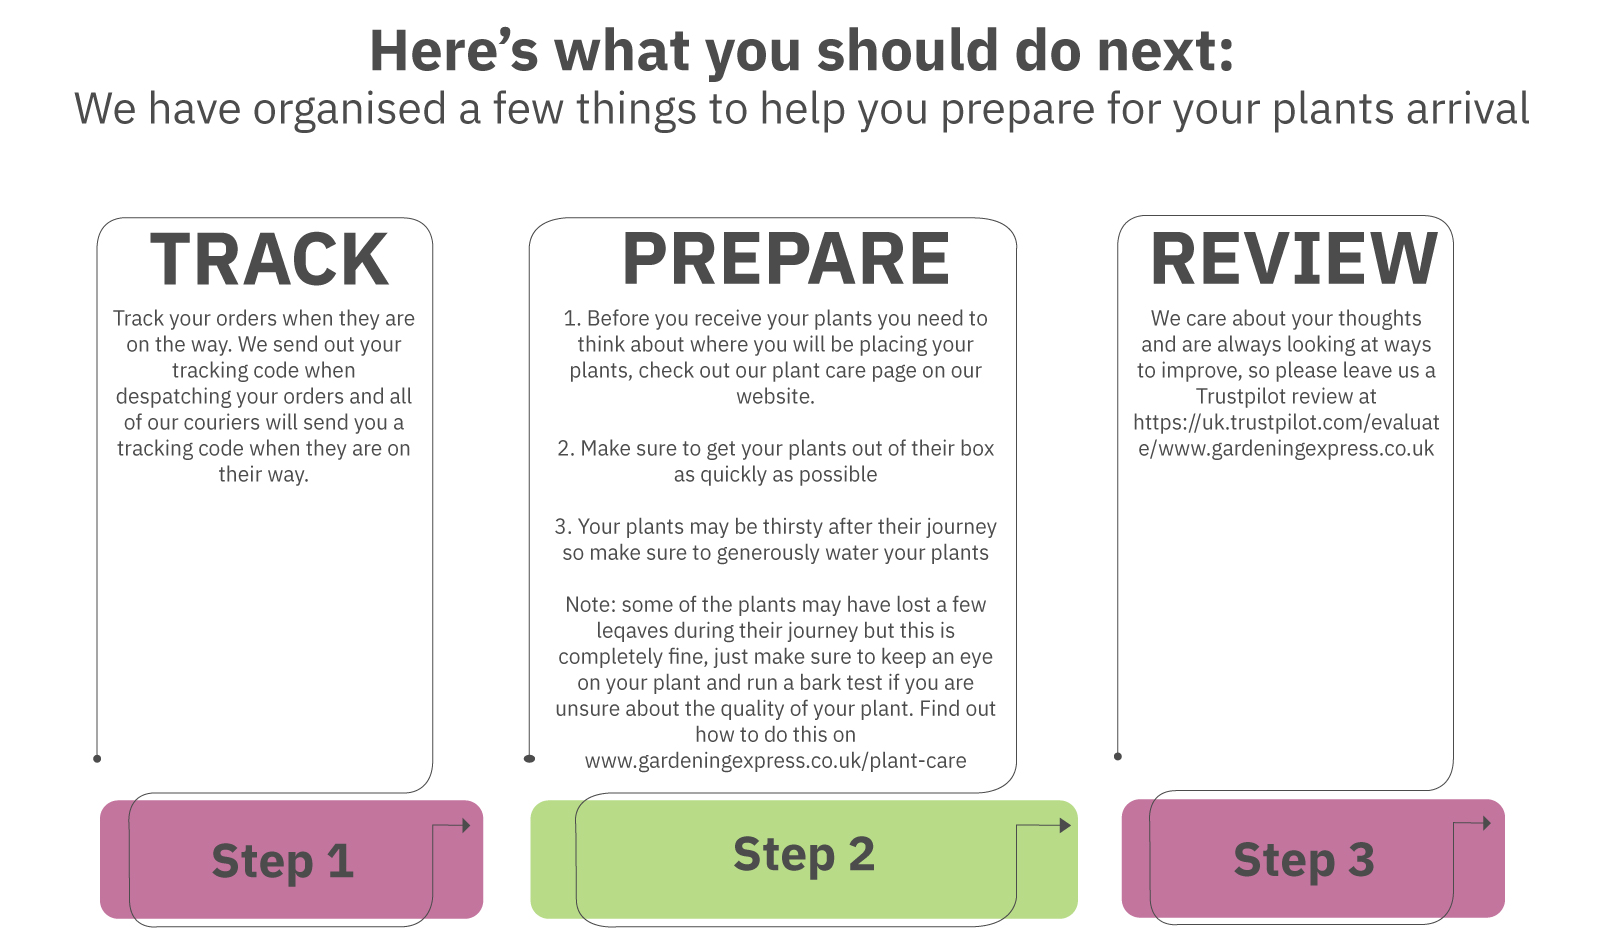 Here’s what you should do next:
We have organised a few things to help you prepare for your plants arrival
TRACK
Track your orders when they are
on the way. We send out your
tracking code when
despatching your orders and all
of our couriers will send you a
tracking code when they are on
their way.
Step 1
PREPARE
1. Before you receive your plants you need to
think about where you will be placing your
plants, check out our plant care page on our
website.
2. Make sure to get your plants out of their box
as quickly as possible
3. Your plants may be thirsty after their journey
so make sure to generously water your plants
Note: some of the plants may have lost a few
leqaves during their journey but this is
completely fine, just make sure to keep an eye
on your plant and run a bark test if you are
unsure about the quality of your plant. Find out
how to do this on
www.gardeningexpress.co.uk/plant-care
Step 2
REVIEW
We care about your thoughts
and are always looking at ways
to improve, so please leave us a
Trustpilot review at
https://uk.trustpilot.com/evaluat
e/www.gardeningexpress.co.uk
Step 3